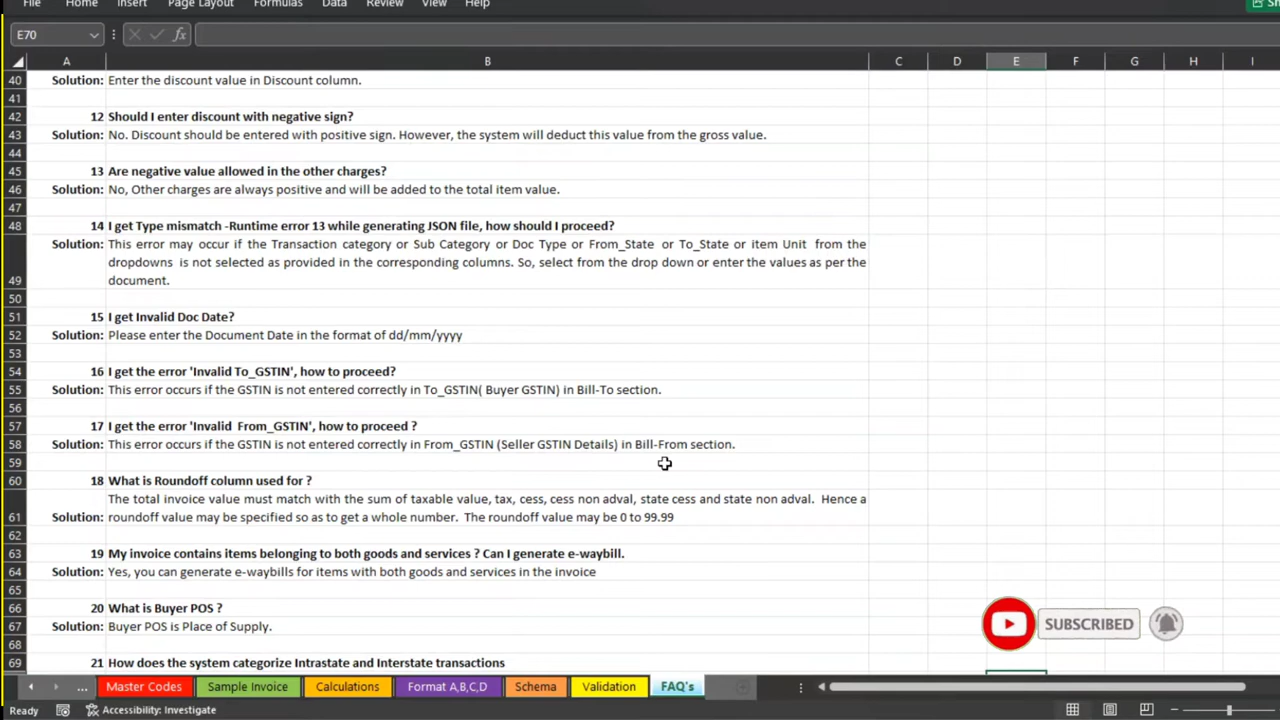 File Home Insert Page Layout Formulas Data Review View Help
E70 fx
A B C D E F G H I
40 Solution: Enter the discount value in Discount column.
41
42 12 Should I enter discount with negative sign?
43 Solution: No. Discount should be entered with positive sign. However, the system will deduct this value from the gross value.
44
45 13 Are negative value allowed in the other charges?
46 Solution: No, Other charges are always positive and will be added to the total item value.
47
48 14 I get Type mismatch -Runtime error 13 while generating JSON file, how should I proceed?
Solution: This error may occur if the Transaction category or Sub Category or Doc Type or From_State or To_State or item Unit from the
dropdowns is not selected as provided in the corresponding columns. So, select from the drop down or enter the values as per the
49 document.
50
51 15 I get Invalid Doc Date?
52 Solution: Please enter the Document Date in the format of dd/mm/yyyy
53
54 16 I get the error 'Invalid To_GSTIN', how to proceed?
55 Solution: This error occurs if the GSTIN is not entered correctly in To_GSTIN( Buyer GSTIN) in Bill-To section.
56
57 17 I get the error 'Invalid From_GSTIN', how to proceed ?
58 Solution: This error occurs if the GSTIN is not entered correctly in From_GSTIN (Seller GSTIN Details) in Bill-From section.
59
60 18 What is Roundoff column used for ?
The total invoice value must match with the sum of taxable value, tax, cess, cess non adval, state cess and state non adval. Hence a
61 Solution: roundoff value may be specified so as to get a whole number. The roundoff value may be 0 to 99.99
62
63 19 My invoice contains items belonging to both goods and services ? Can I generate e-waybill.
64 Solution: Yes, you can generate e-waybills for items with both goods and services in the invoice
65
66 20 What is Buyer POS ?
67 Solution: Buyer POS is Place of Supply.
SUBSCRIBED
68
69 21 How does the system categorize Intrastate and Interstate transactions
... Master Codes Sample Invoice Calculations Format A,B,C,D Schema Validation FAQ's
Ready Accessibility: Investigate